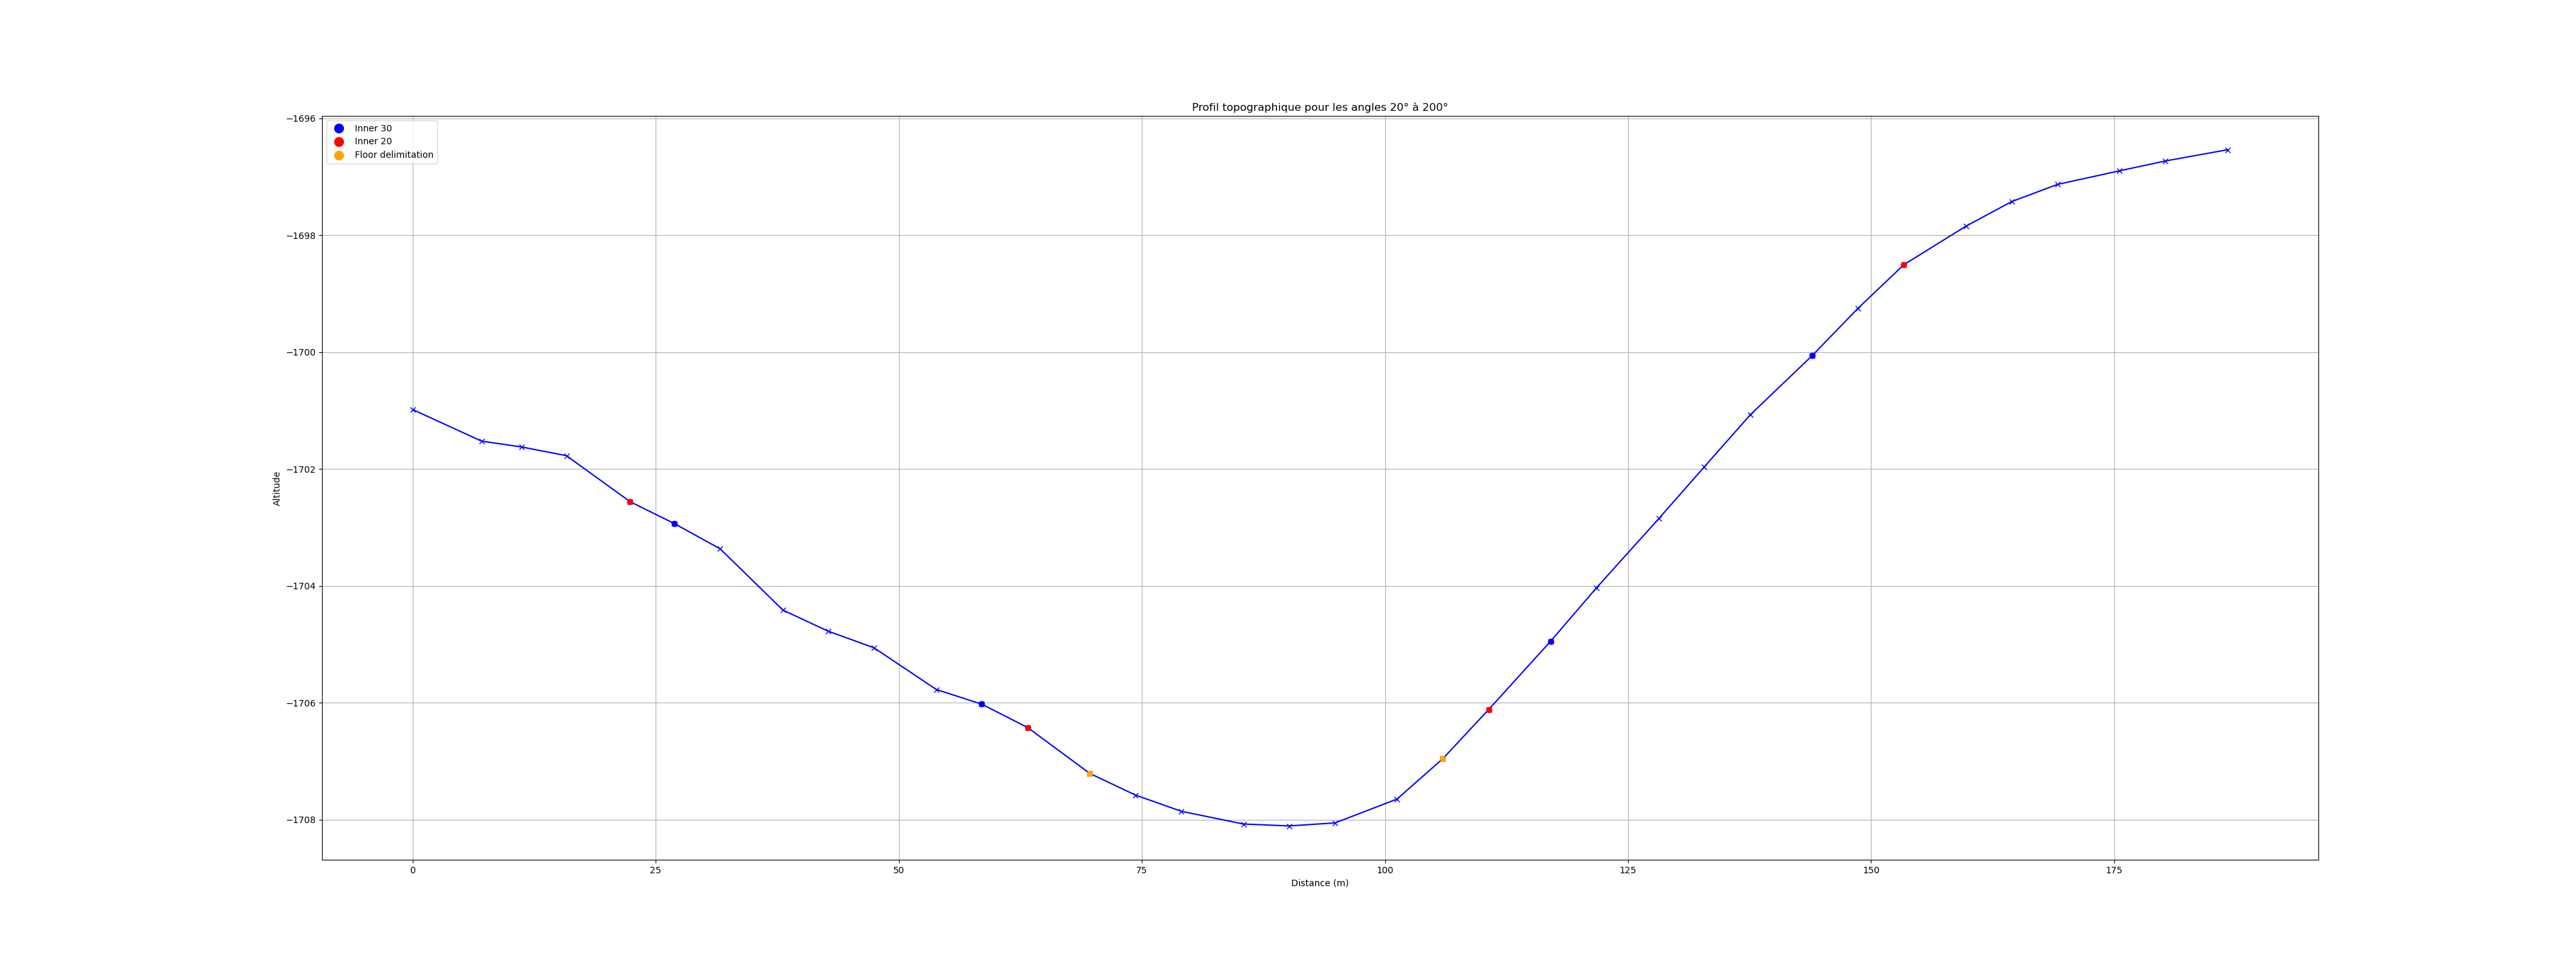 Profil topographique pour les angles 20° à 200°
Inner 30
Inner 20
Floor delimitation
Altitude
−1696
−1698
−1700
−1702
−1704
−1706
−1708
0
25
50
75
100
125
150
175
Distance (m)